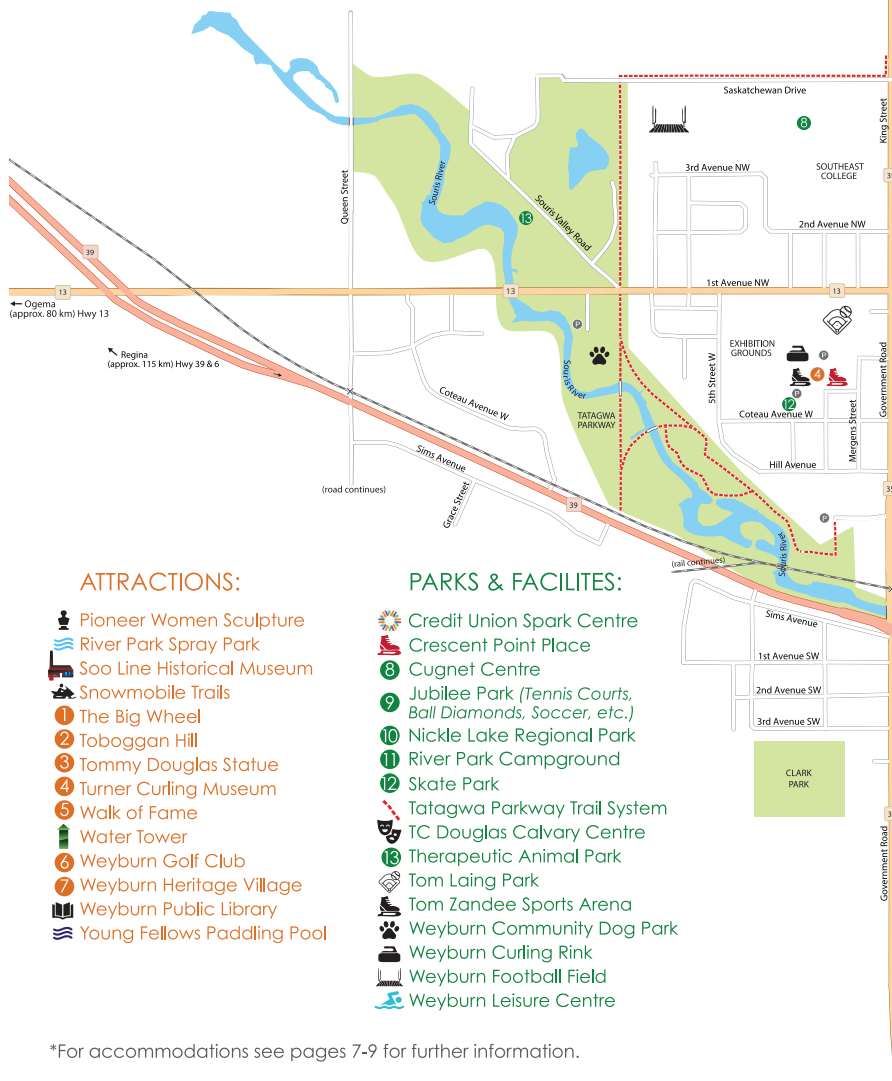 Saskatchewan Drive
King Street
8
35
3rd Avenue NW
SOUTHEAST
COLLEGE
Queen Street
Souris River
13
Souris Valley Road
2nd Avenue NW
39
1st Avenue NW
13
13
13
← Ogema
(approx. 80 km) Hwy 13
Regina
(approx. 115 km) Hwy 39 & 6
P
EXHIBITION
GROUNDS
P
Souris River
4
5th Street W
P
12
Government Road
Coteau Avenue W
TATAGWA
PARKWAY
Coteau Avenue W
Mergens Street
Sims Avenue
Hill Avenue
(road continues)
Grace Street
39
35
P
Souris River
(rail continues)
Sims Avenue
1st Avenue SW
2nd Avenue SW
3rd Avenue SW
CLARK
PARK
Government Road
ATTRACTIONS:
Pioneer Women Sculpture
River Park Spray Park
Soo Line Historical Museum
Snowmobile Trails
1 The Big Wheel
2 Toboggan Hill
3 Tommy Douglas Statue
4 Turner Curling Museum
5 Walk of Fame
Water Tower
6 Weyburn Golf Club
7 Weyburn Heritage Village
Weyburn Public Library
Young Fellows Paddling Pool
PARKS & FACILITES:
Credit Union Spark Centre
Crescent Point Place
8 Cugnet Centre
9 Jubilee Park (Tennis Courts,
Ball Diamonds, Soccer, etc.)
10 Nickle Lake Regional Park
11 River Park Campground
12 Skate Park
Tatagwa Parkway Trail System
TC Douglas Calvary Centre
13 Therapeutic Animal Park
Tom Laing Park
Tom Zandee Sports Arena
Weyburn Community Dog Park
Weyburn Curling Rink
Weyburn Football Field
Weyburn Leisure Centre
*For accommodations see pages 7-9 for further information.